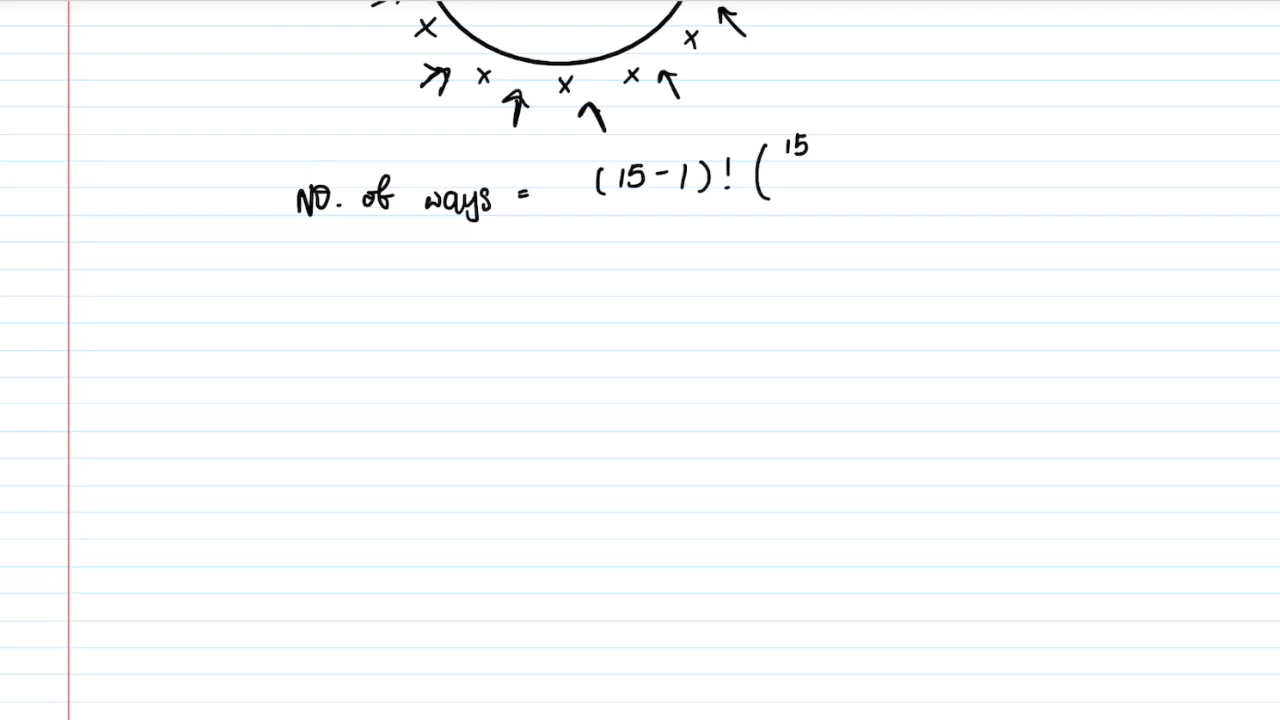 No. of ways = (15-1)! ( 15